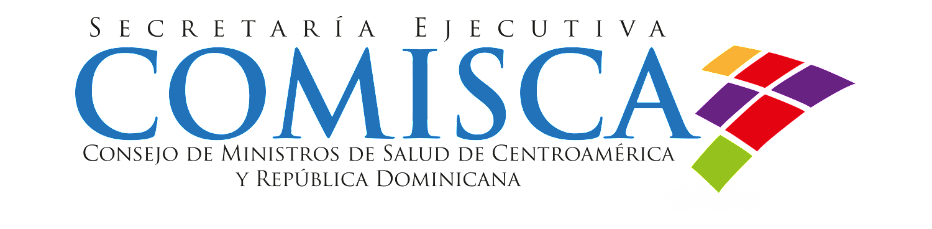 SECRETARÍA EJECUTIVA
COMISCA
CONSEJO DE MINISTROS DE SALUD DE CENTROAMÉRICA
Y REPÚBLICA DOMINICANA